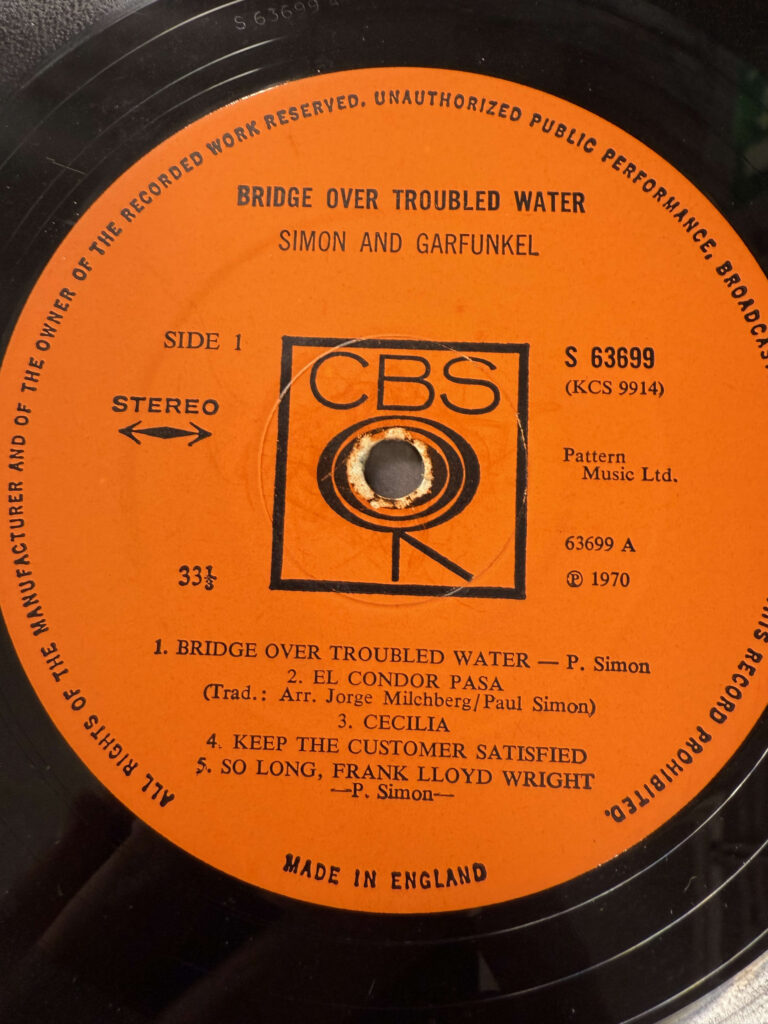 S 63699
ALL RIGHTS OF THE MANUFACTURER AND OF THE OWNER OF THE RECORDED WORK RESERVED. UNAUTHORIZED PUBLIC PERFORMANCE, BROADCAS
RECORD PROHIBITED.
BRIDGE OVER TROUBLED WATER
SIMON AND GARFUNKEL
SIDE 1
STEREO
33⅓
CBS
S 63699
(KCS 9914)
Pattern
Music Ltd.
63699 A
℗ 1970
1. BRIDGE OVER TROUBLED WATER — P. Simon
2. EL CONDOR PASA
(Trad.: Arr. Jorge Milchberg/Paul Simon)
3. CECILIA
4. KEEP THE CUSTOMER SATISFIED
5. SO LONG, FRANK LLOYD WRIGHT
—P. Simon—
MADE IN ENGLAND